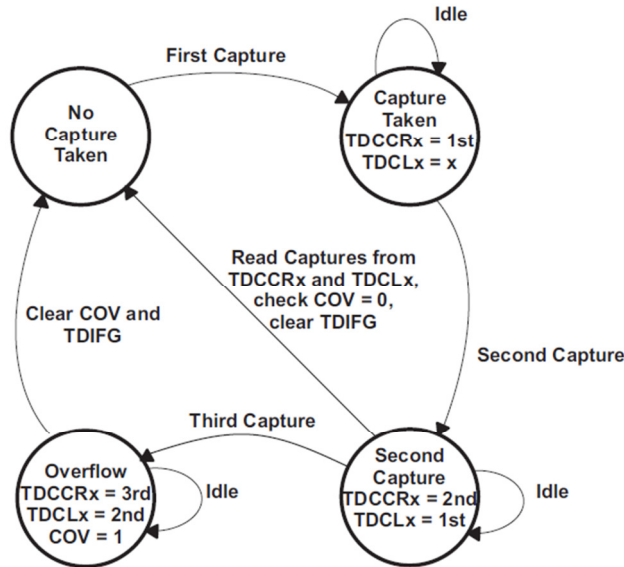 Idle
First Capture
No
Capture
Taken
Capture
Taken
TDCCRx = 1st
TDCLx = x
Read Captures from
TDCCRx and TDCLx,
check COV = 0,
clear TDIFG
Clear COV and
TDIFG
Second Capture
Third Capture
Overflow
TDCCRx = 3rd
TDCLx = 2nd
COV = 1
Idle
Second
Capture
TDCCRx = 2nd
TDCLx = 1st
Idle